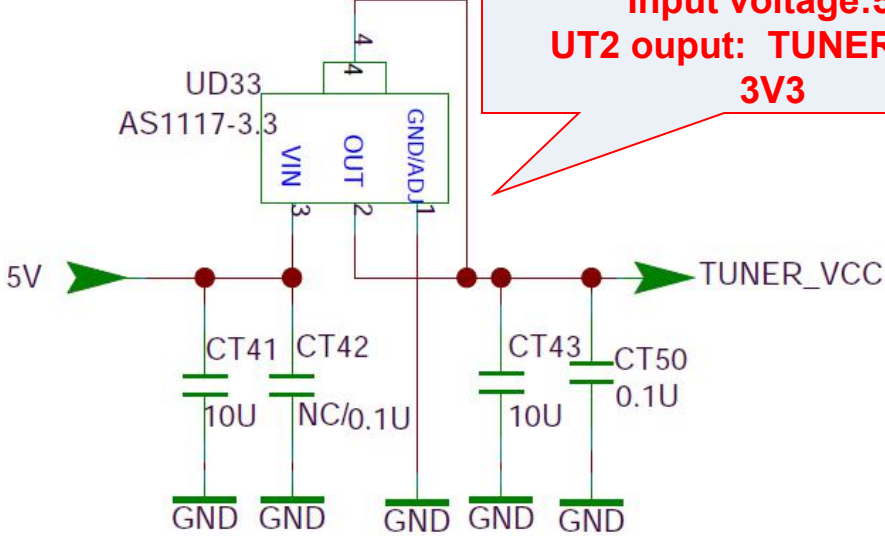 Input voltage:5
UT2 ouput: TUNER
3V3
4
4
UD33
AS1117-3.3
VIN
OUT
GND/ADJ
3
2
1
5V
TUNER_VCC
CT41
10U
CT42
NC/0.1U
CT43
10U
CT50
0.1U
GND
GND
GND
GND
GND